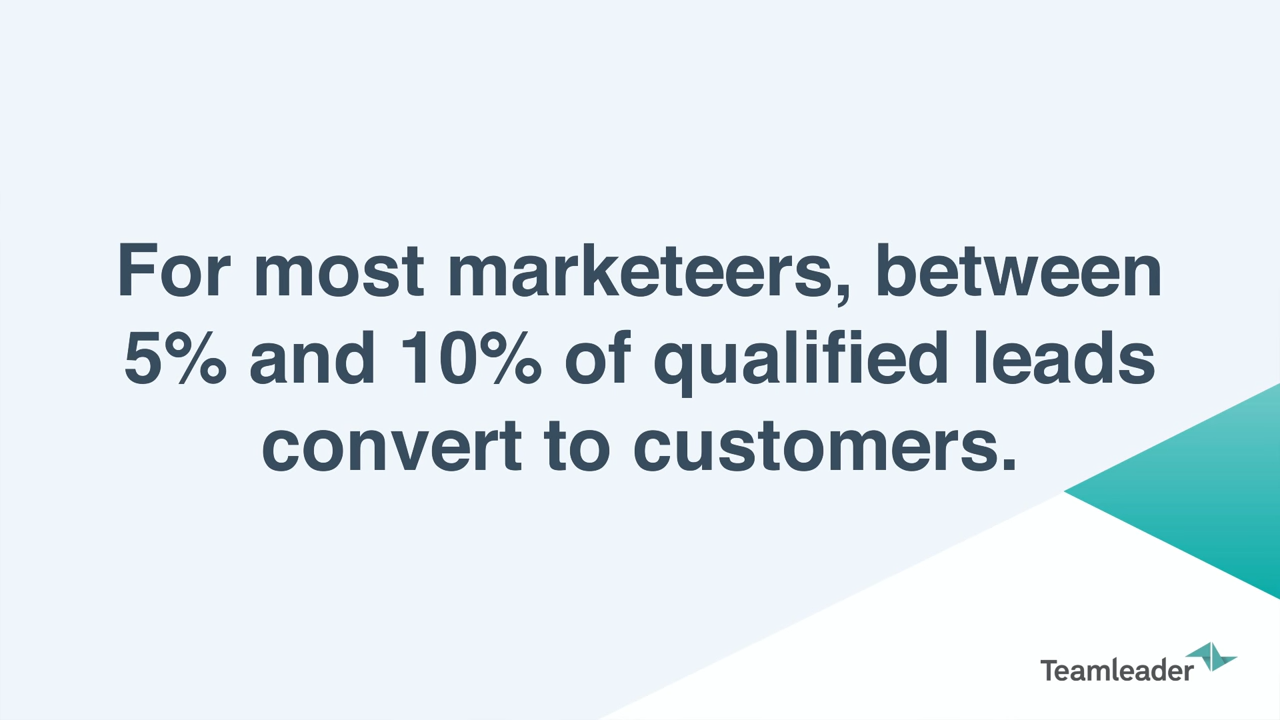 For most marketeers, between
5% and 10% of qualified leads
convert to customers.
Teamleader